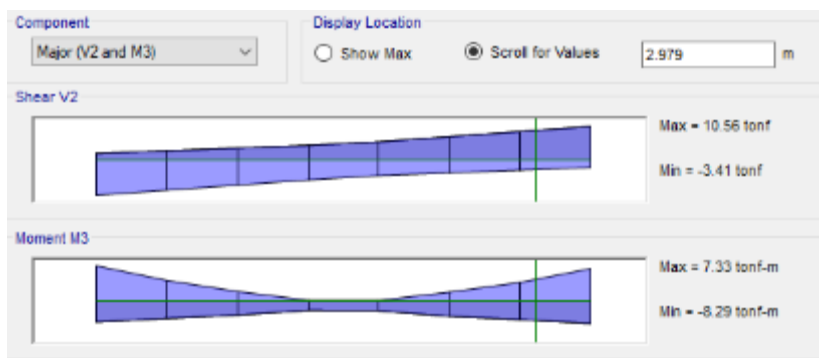 Component
Major (V2 and M3)
Display Location
Show Max
Scroll for Values
2.979
m
Shear V2
Max = 10.56 tonf
Min = -3.41 tonf
Moment M3
Max = 7.33 tonf-m
Min = -8.29 tonf-m